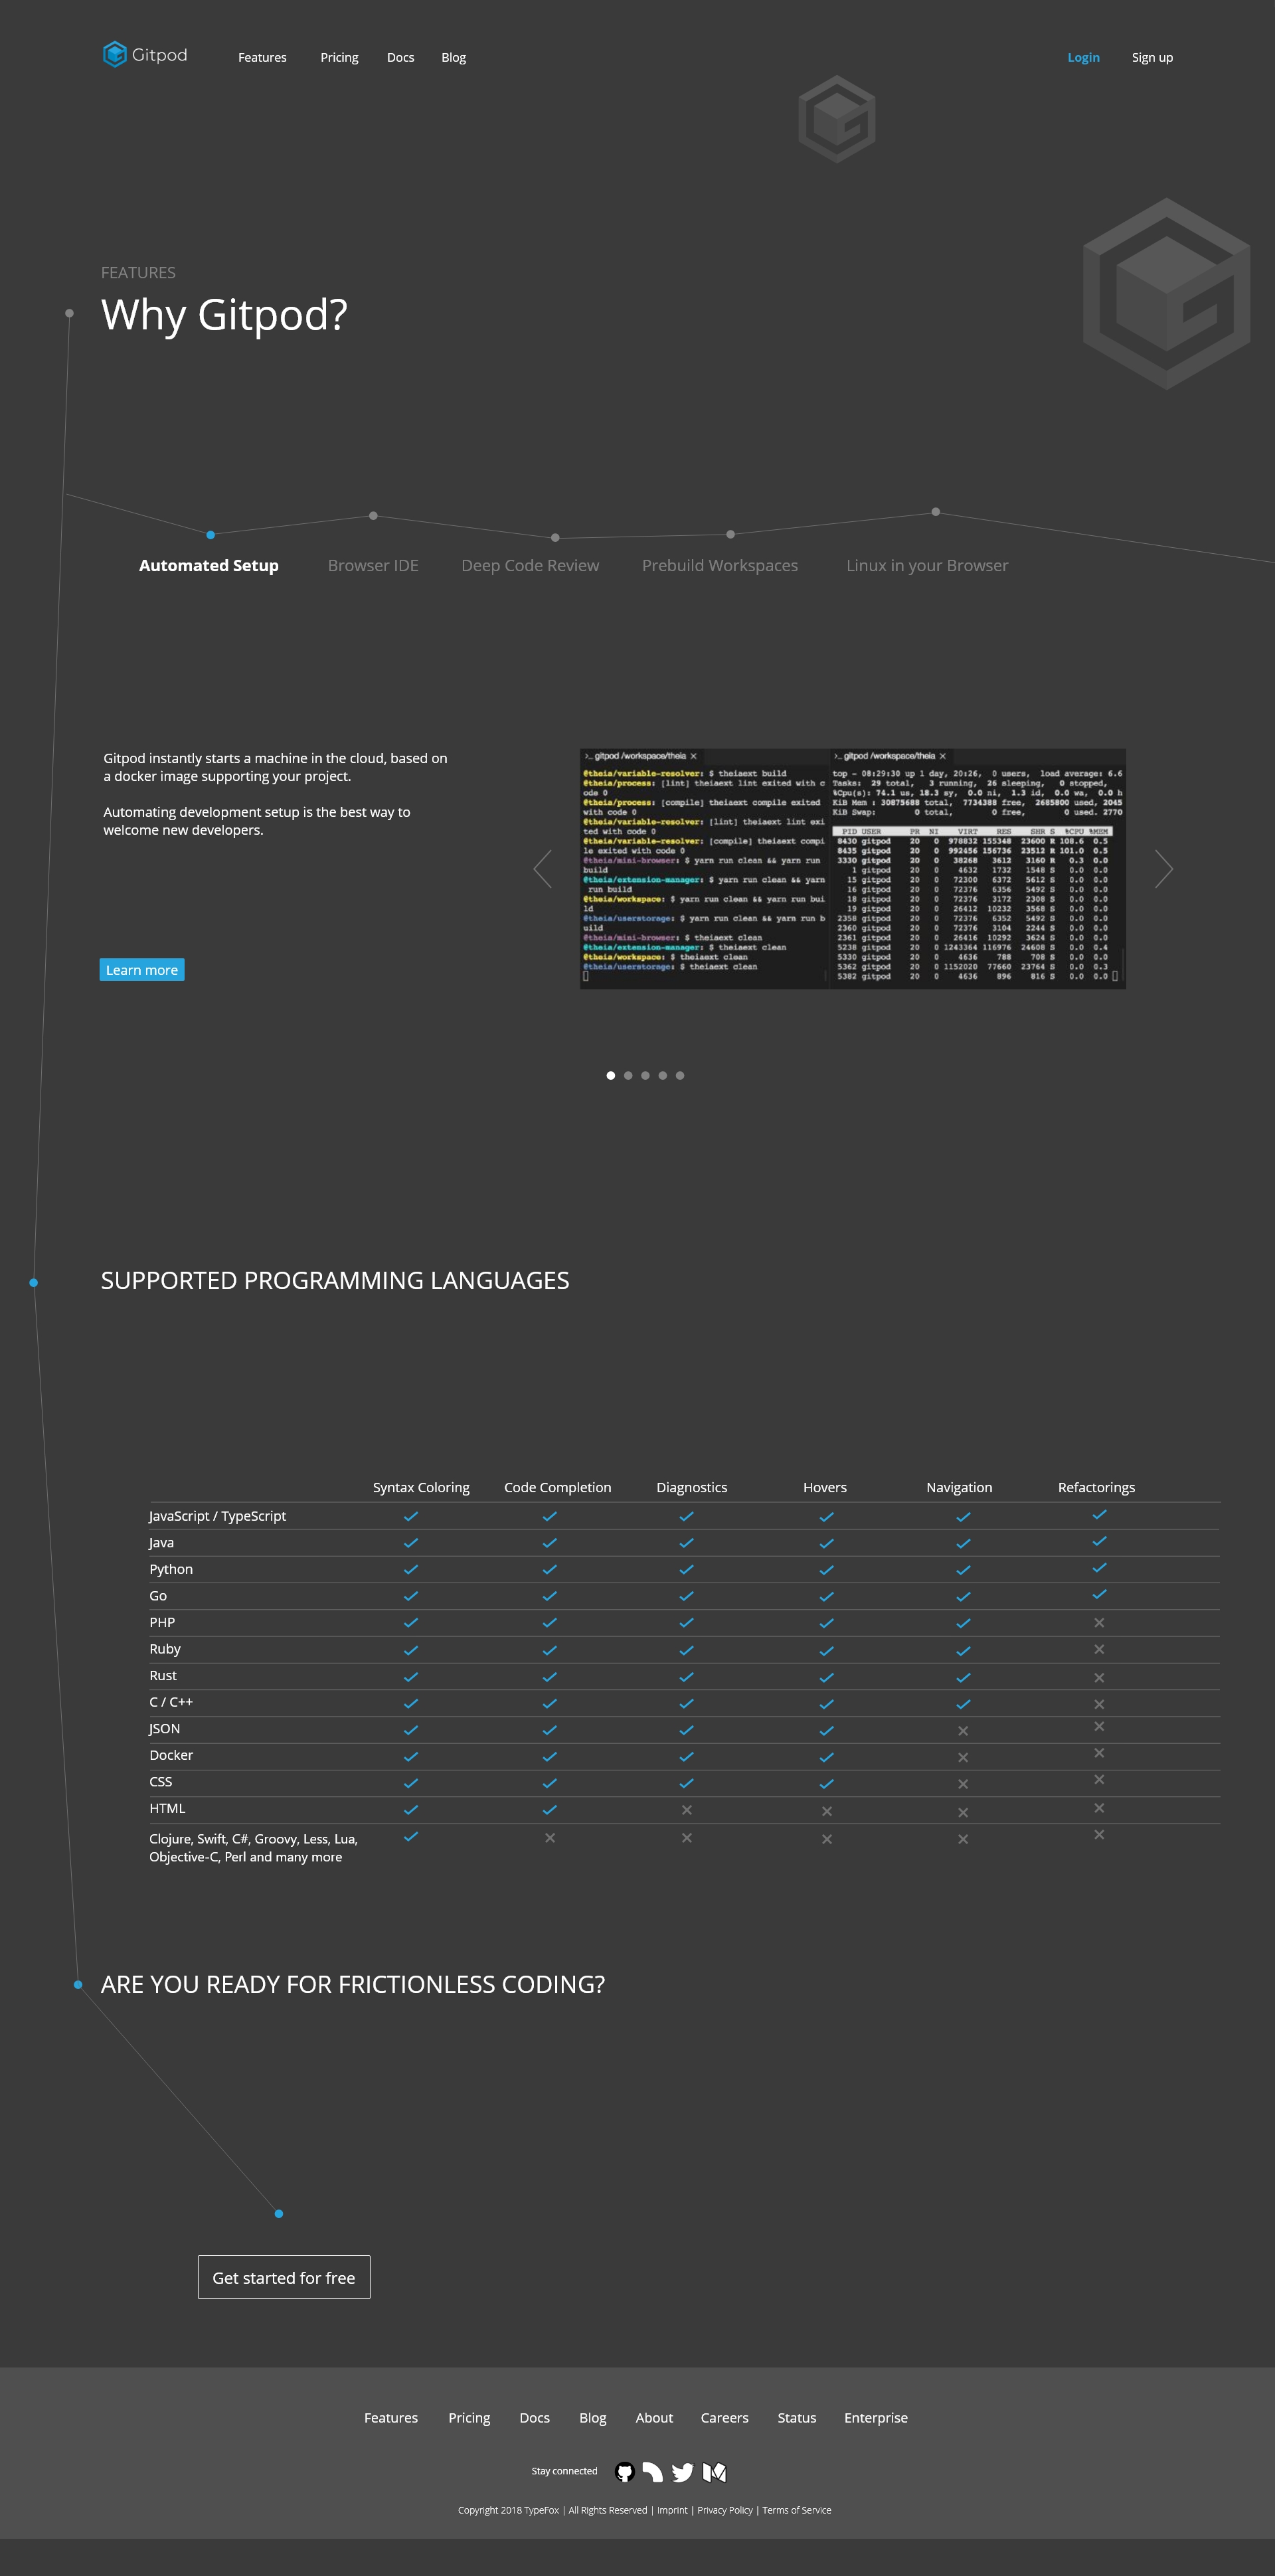 Gitpod
Features Pricing Docs Blog
Login Sign up
FEATURES
Why Gitpod?
Automated Setup Browser IDE Deep Code Review Prebuild Workspaces Linux in your Browser
Gitpod instantly starts a machine in the cloud, based on
a docker image supporting your project.
Automating development setup is the best way to
welcome new developers.
Learn more
>_ gitpod /workspace/theia ×
@theia/variable-resolver: $ theiaext build
@theia/process: [lint] theiaext lint exited with c
ode 0
@theia/process: [compile] theiaext compile exited
with code 0
@theia/variable-resolver: [lint] theiaext lint exi
ted with code 0
@theia/variable-resolver: [compile] theiaext compi
le exited with code 0
@theia/mini-browser: $ yarn run clean && yarn run
build
@theia/extension-manager: $ yarn run clean && yarn
run build
@theia/workspace: $ yarn run clean && yarn run bui
ld
@theia/userstorage: $ yarn run clean && yarn run b
uild
@theia/mini-browser: $ theiaext clean
@theia/extension-manager: $ theiaext clean
@theia/workspace: $ theiaext clean
@theia/userstorage: $ theiaext clean
>_ gitpod /workspace/theia ×
top - 08:29:30 up 1 day, 20:26, 0 users, load average: 6.6
Tasks: 29 total, 3 running, 26 sleeping, 0 stopped,
%Cpu(s): 74.1 us, 18.3 sy, 0.0 ni, 1.3 id, 0.0 wa, 0.0 h
KiB Mem : 30875688 total, 7734388 free, 2685800 used, 2045
KiB Swap: 0 total, 0 free, 0 used.
PID USER PR NI VIRT RES SHR S %CPU %MEM
8430 gitpod 20 0 978832 155348 23600 R 108.6 0.5
8435 gitpod 20 0 992456 156736 23512 R 101.0 0.5
3330 gitpod 20 0 38268 3612 3160 R 0.3 0.0
1 gitpod 20 0 4632 1732 1548 S 0.0 0.0
15 gitpod 20 0 72300 6372 5612 S 0.0 0.0
16 gitpod 20 0 72376 6356 5492 S 0.0 0.0
18 gitpod 20 0 72376 3172 2308 S 0.0 0.0
19 gitpod 20 0 26412 10232 3568 S 0.0 0.0
2358 gitpod 20 0 72376 6352 5492 S 0.0 0.0
2360 gitpod 20 0 72376 3104 2244 S 0.0 0.0
2361 gitpod 20 0 26416 10292 3624 S 0.0 0.0
5240 gitpod 20 0 1243364 116976 24608 S 0.0 0.4
5330 gitpod 20 0 4636 788 708 S 0.0 0.0
5362 gitpod 20 0 1152020 77660 23764 S 0.0 0.3
5382 gitpod 20 0 4636 896 816 S 0.0 0.0
SUPPORTED PROGRAMMING LANGUAGES
Syntax Coloring Code Completion Diagnostics Hovers Navigation Refactorings
JavaScript / TypeScript
Java
Python
Go
PHP
Ruby
Rust
C / C++
JSON
Docker
CSS
HTML
Clojure, Swift, C#, Groovy, Less, Lua,
Objective-C, Perl and many more
ARE YOU READY FOR FRICTIONLESS CODING?
Get started for free
Features Pricing Docs Blog About Careers Status Enterprise
Stay connected
Copyright 2018 TypeFox | All Rights Reserved | Imprint | Privacy Policy | Terms of Service